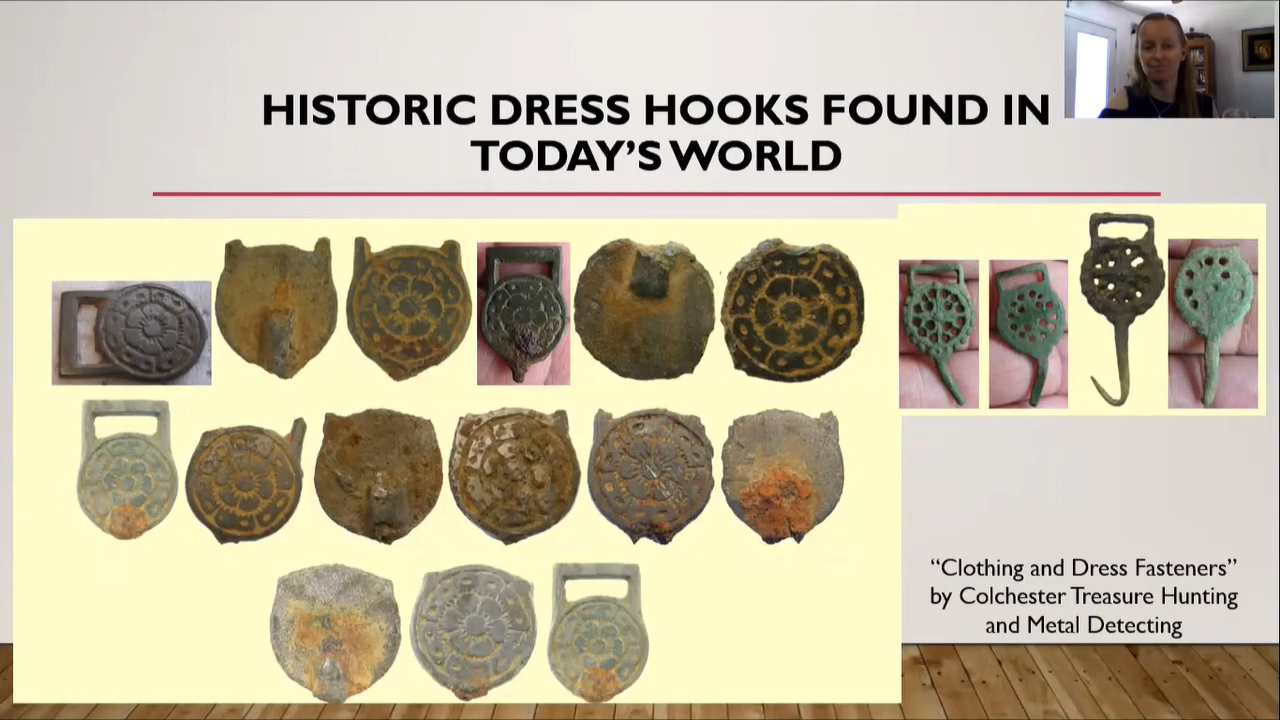 HISTORIC DRESS HOOKS FOUND IN
TODAY'S WORLD
“Clothing and Dress Fasteners”
by Colchester Treasure Hunting
and Metal Detecting